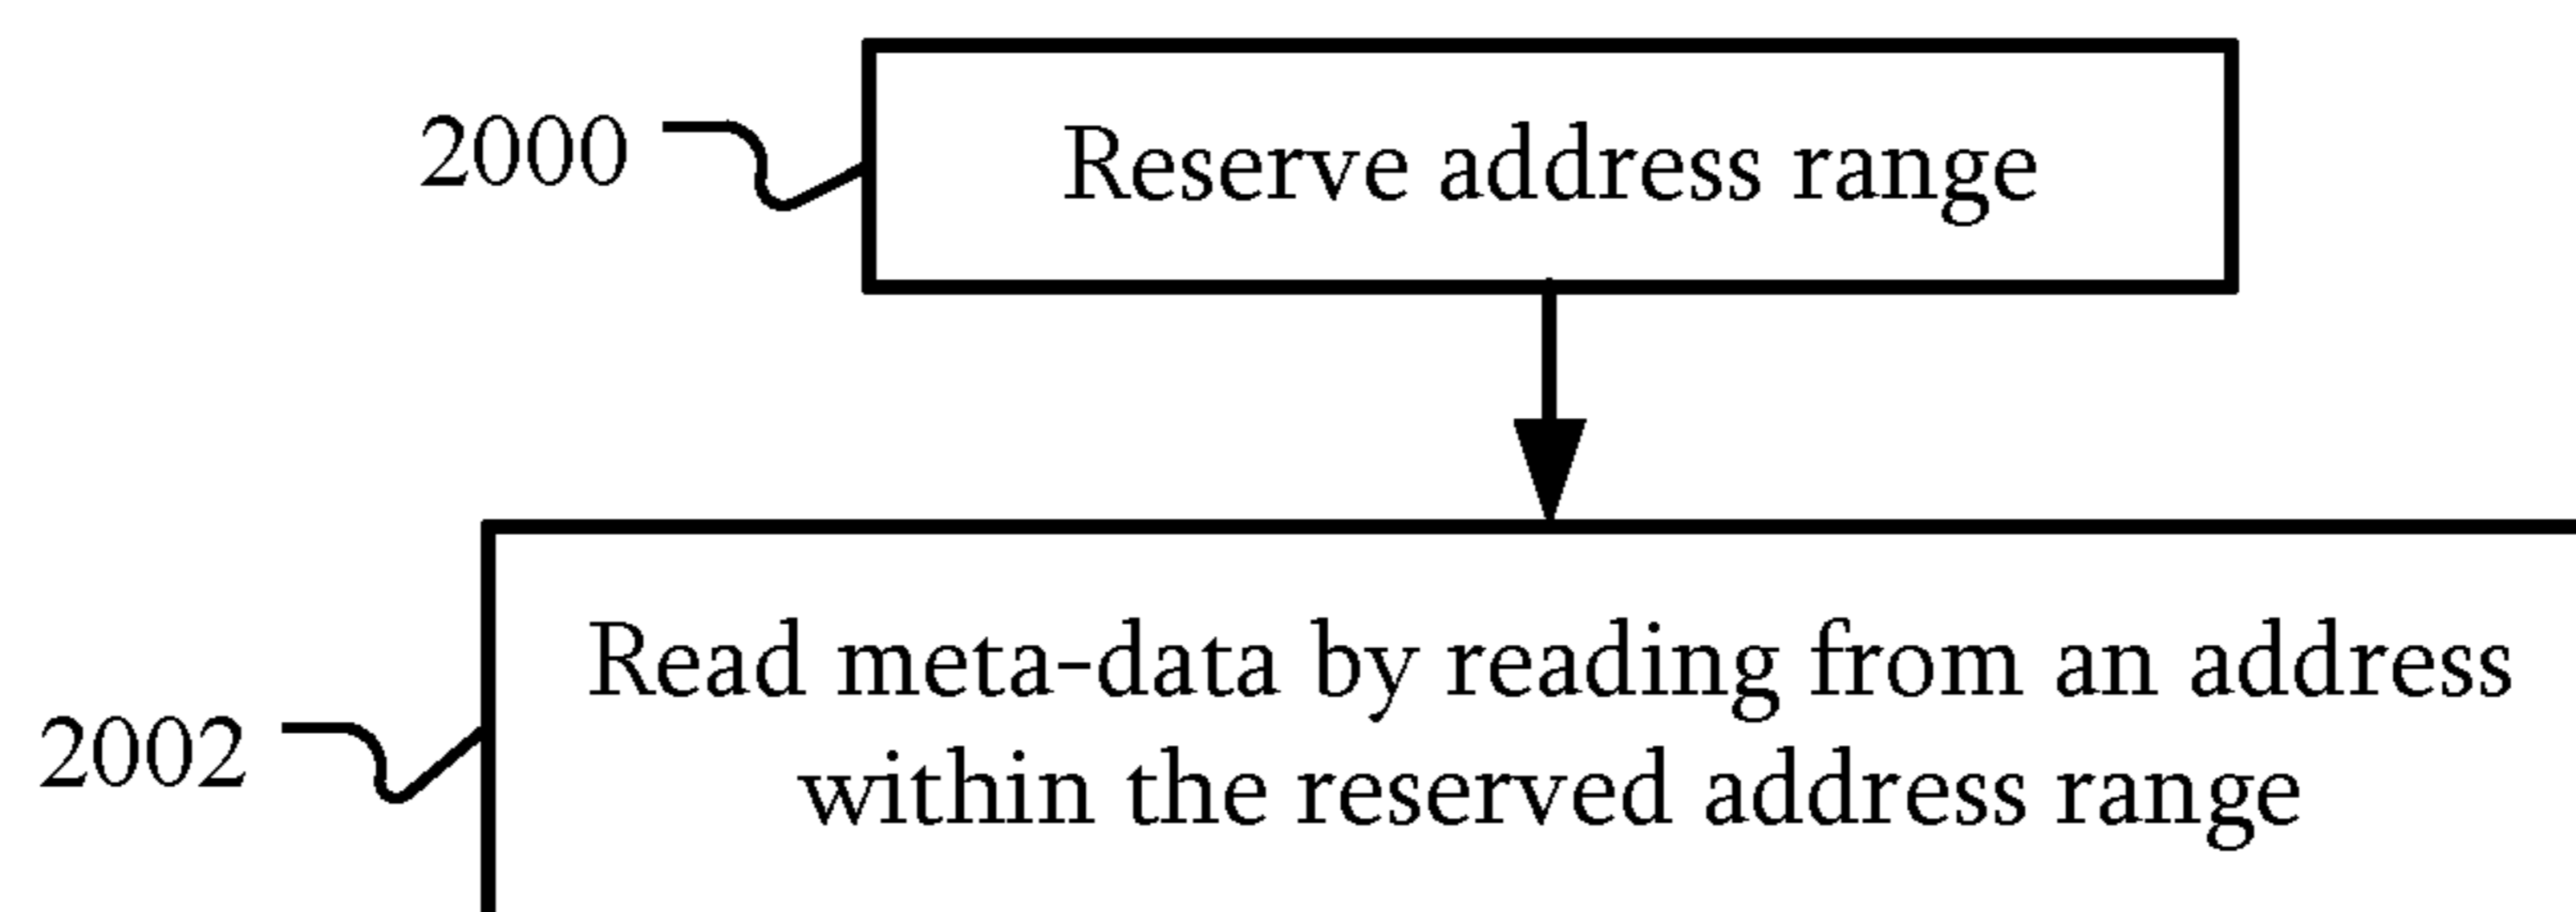 2000
Reserve address range
2002
Read meta-data by reading from an address
within the reserved address range